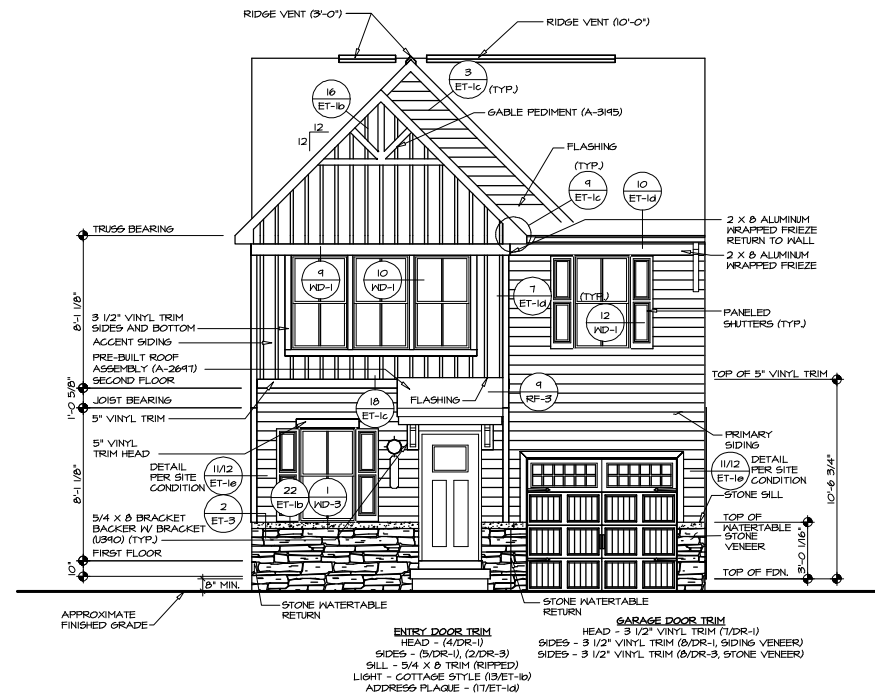 RIDGE VENT (3'-0")
RIDGE VENT (10'-0")
3
ET-1c
(TYP.)
16
ET-1b
GABLE PEDIMENT (A-3195)
12
12
FLASHING
(TYP.)
9
ET-1c
10
ET-1d
TRUSS BEARING
2 X 8 ALUMINUM
WRAPPED FRIEZE
RETURN TO WALL
2 X 8 ALUMINUM
WRAPPED FRIEZE
9
WD-1
10
WD-1
7
ET-1d
(TYP.)
12
WD-1
PANELED
SHUTTERS (TYP.)
8'-1 1/8"
3 1/2" VINYL TRIM
SIDES AND BOTTOM
ACCENT SIDING
PRE-BUILT ROOF
ASSEMBLY (A-2697)
SECOND FLOOR
TOP OF 5" VINYL TRIM
1'-0 5/8"
JOIST BEARING
FLASHING
9
RF-3
18
ET-1c
5" VINYL TRIM
5" VINYL
TRIM HEAD
PRIMARY
SIDING
DETAIL
PER SITE
CONDITION
11/12
ET-1e
11/12
ET-1e
DETAIL
PER SITE
CONDITION
8'-1 1/8"
10'-6 3/4"
22
ET-1b
1
WD-3
STONE SILL
2
ET-3
5/4 X 8 BRACKET
BACKER W/ BRACKET
(U390) (TYP.)
TOP OF
WATERTABLE
STONE
VENEER
3'-0 1/16"
FIRST FLOOR
10"
8" MIN.
TOP OF FDN.
APPROXIMATE
FINISHED GRADE
STONE WATERTABLE
RETURN
STONE WATERTABLE
RETURN
ENTRY DOOR TRIM
HEAD - (4/DR-1)
SIDES - (5/DR-1), (2/DR-3)
SILL - 5/4 X 8 TRIM (RIPPED)
LIGHT - COTTAGE STYLE (13/ET-1b)
ADDRESS PLAQUE - (17/ET-1d)
GARAGE DOOR TRIM
HEAD - 3 1/2" VINYL TRIM (7/DR-1)
SIDES - 3 1/2" VINYL TRIM (8/DR-1, SIDING VENEER)
SIDES - 3 1/2" VINYL TRIM (8/DR-3, STONE VENEER)